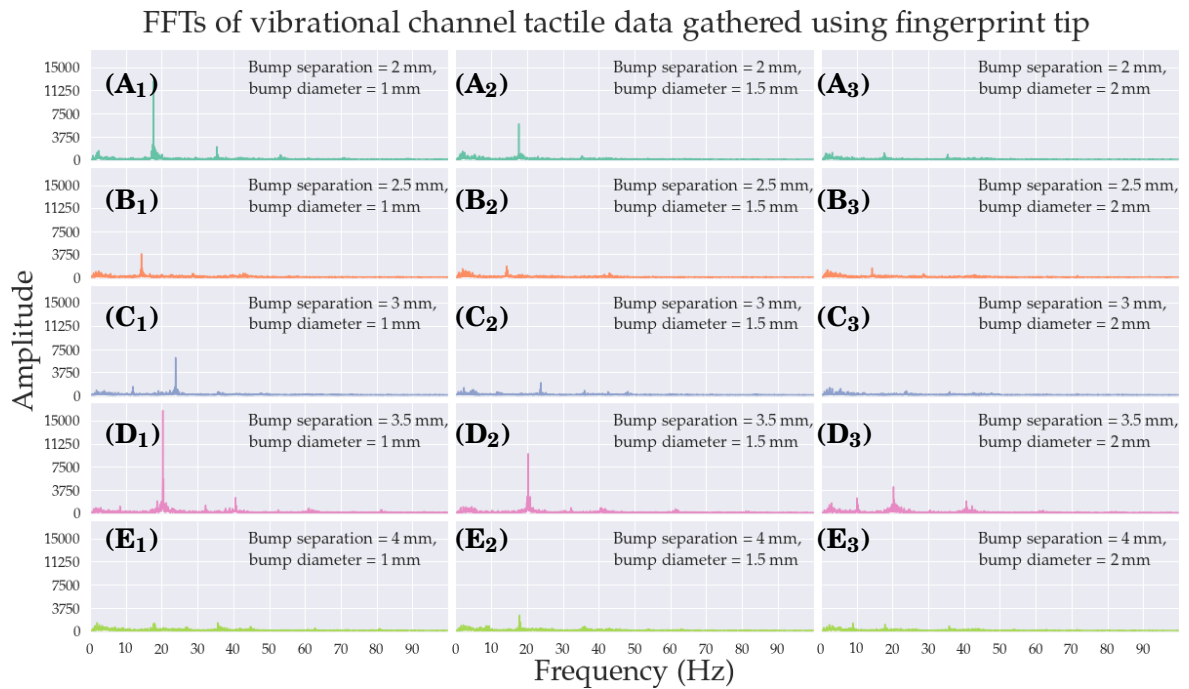 FFTs of vibrational channel tactile data gathered using fingerprint tip
Amplitude
15000
11250
7500
3750
0
(A1)
Bump separation = 2 mm,
bump diameter = 1 mm
(A2)
Bump separation = 2 mm,
bump diameter = 1.5 mm
(A3)
Bump separation = 2 mm,
bump diameter = 2 mm
15000
11250
7500
3750
0
(B1)
Bump separation = 2.5 mm,
bump diameter = 1 mm
(B2)
Bump separation = 2.5 mm,
bump diameter = 1.5 mm
(B3)
Bump separation = 2.5 mm,
bump diameter = 2 mm
15000
11250
7500
3750
0
(C1)
Bump separation = 3 mm,
bump diameter = 1 mm
(C2)
Bump separation = 3 mm,
bump diameter = 1.5 mm
(C3)
Bump separation = 3 mm,
bump diameter = 2 mm
15000
11250
7500
3750
0
(D1)
Bump separation = 3.5 mm,
bump diameter = 1 mm
(D2)
Bump separation = 3.5 mm,
bump diameter = 1.5 mm
(D3)
Bump separation = 3.5 mm,
bump diameter = 2 mm
15000
11250
7500
3750
0
(E1)
Bump separation = 4 mm,
bump diameter = 1 mm
(E2)
Bump separation = 4 mm,
bump diameter = 1.5 mm
(E3)
Bump separation = 4 mm,
bump diameter = 2 mm
0 10 20 30 40 50 60 70 80 90
0 10 20 30 40 50 60 70 80 90
0 10 20 30 40 50 60 70 80 90
Frequency (Hz)